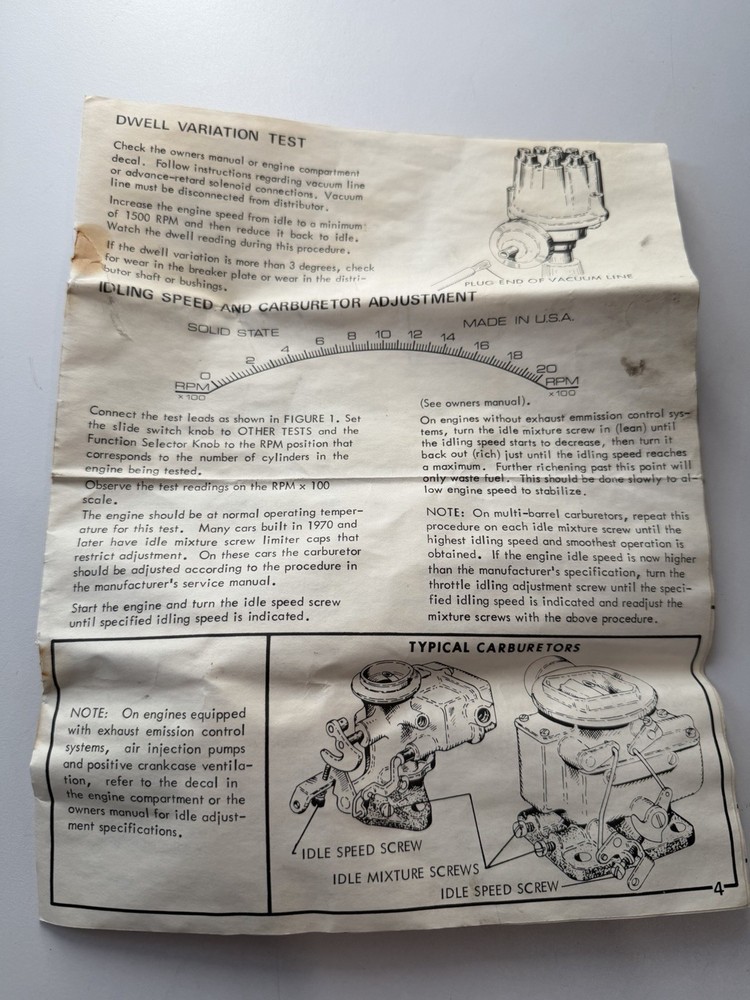 DWELL VARIATION TEST
Check the owners manual or engine compartment
decal. Follow instructions regarding vacuum line
or advance-retard solenoid connections. Vacuum
line must be disconnected from distributor.
Increase the engine speed from idle to a minimum
of 1500 RPM and then reduce it back to idle.
Watch the dwell reading during this procedure.
If the dwell variation is more than 3 degrees, check
for wear in the breaker plate or wear in the distri-
butor shaft or bushings.
PLUG END OF VACUUM LINE
IDLING SPEED AND CARBURETOR ADJUSTMENT
SOLID STATE
MADE IN U.S.A.
0 2 4 6 8 10 12 14 16 18 20
RPM x100
RPM x100
Connect the test leads as shown in FIGURE 1. Set
the slide switch knob to OTHER TESTS and the
Function Selector Knob to the RPM position that
corresponds to the number of cylinders in the
engine being tested.
Observe the test readings on the RPM x 100
scale.
The engine should be at normal operating temper-
ature for this test. Many cars built in 1970 and
later have idle mixture screw limiter caps that
restrict adjustment. On these cars the carburetor
should be adjusted according to the procedure in
the manufacturer's service manual.
Start the engine and turn the idle speed screw
until specified idling speed is indicated.
(See owners manual).
On engines without exhaust emmission control sys-
tems, turn the idle mixture screw in (lean) until
the idling speed starts to decrease, then turn it
back out (rich) just until the idling speed reaches
a maximum. Further richening past this point will
only waste fuel. This should be done slowly to al-
low engine speed to stabilize.
NOTE: On multi-barrel carburetors, repeat this
procedure on each idle mixture screw until the
highest idling speed and smoothest operation is
obtained. If the engine idle speed is now higher
than the manufacturer's specification, turn the
throttle idling adjustment screw until the speci-
fied idling speed is indicated and readjust the
mixture screws with the above procedure.
NOTE: On engines equipped
with exhaust emission control
systems, air injection pumps
and positive crankcase ventila-
tion, refer to the decal in
the engine compartment or the
owners manual for idle adjust-
ment specifications.
TYPICAL CARBURETORS
IDLE SPEED SCREW
IDLE MIXTURE SCREWS
IDLE SPEED SCREW
4